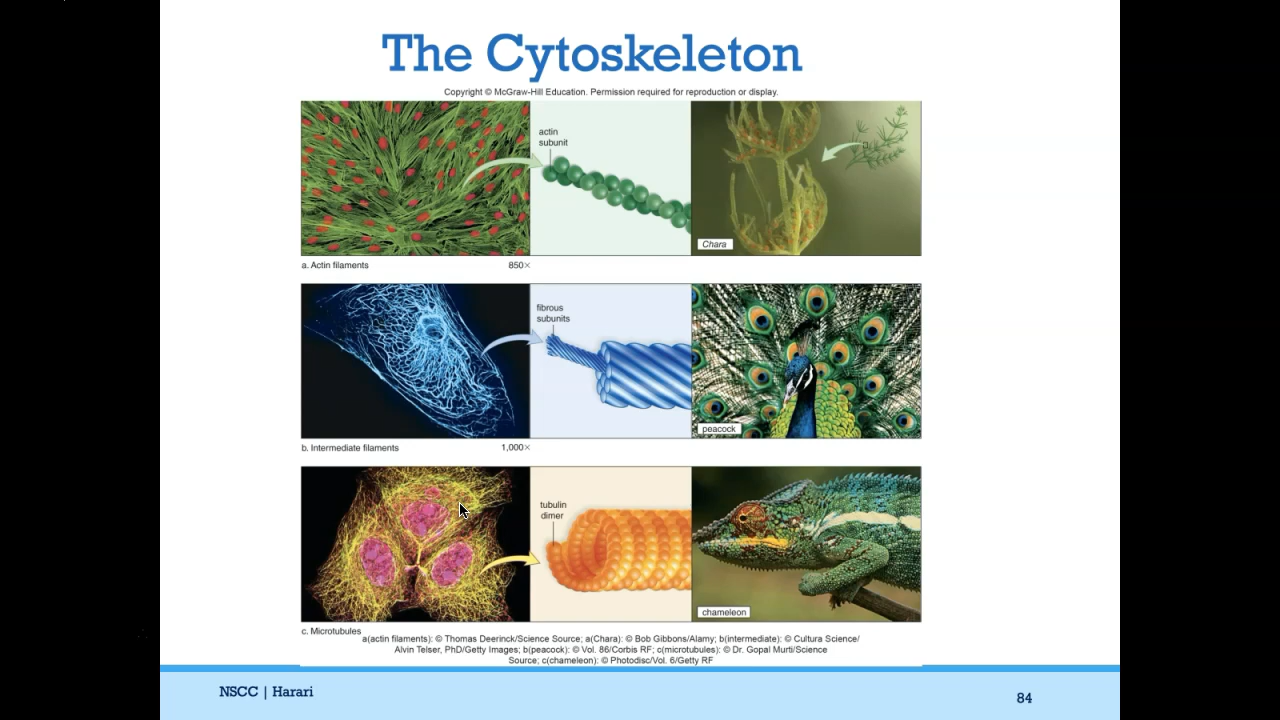 The Cytoskeleton
Copyright © McGraw-Hill Education. Permission required for reproduction or display.
actin
subunit
Chara
a. Actin filaments
850×
fibrous
subunits
peacock
b. Intermediate filaments
1,000×
tubulin
dimer
chameleon
c. Microtubules
a(actin filaments): © Thomas Deerinck/Science Source; a(Chara): © Bob Gibbons/Alamy; b(intermediate): © Cultura Science/
Alvin Telser, PhD/Getty Images; b(peacock): © Vol. 86/Corbis RF; c(microtubules): © Dr. Gopal Murti/Science
Source; c(chameleon): © Photodisc/Vol. 6/Getty RF
NSCC | Harari
84